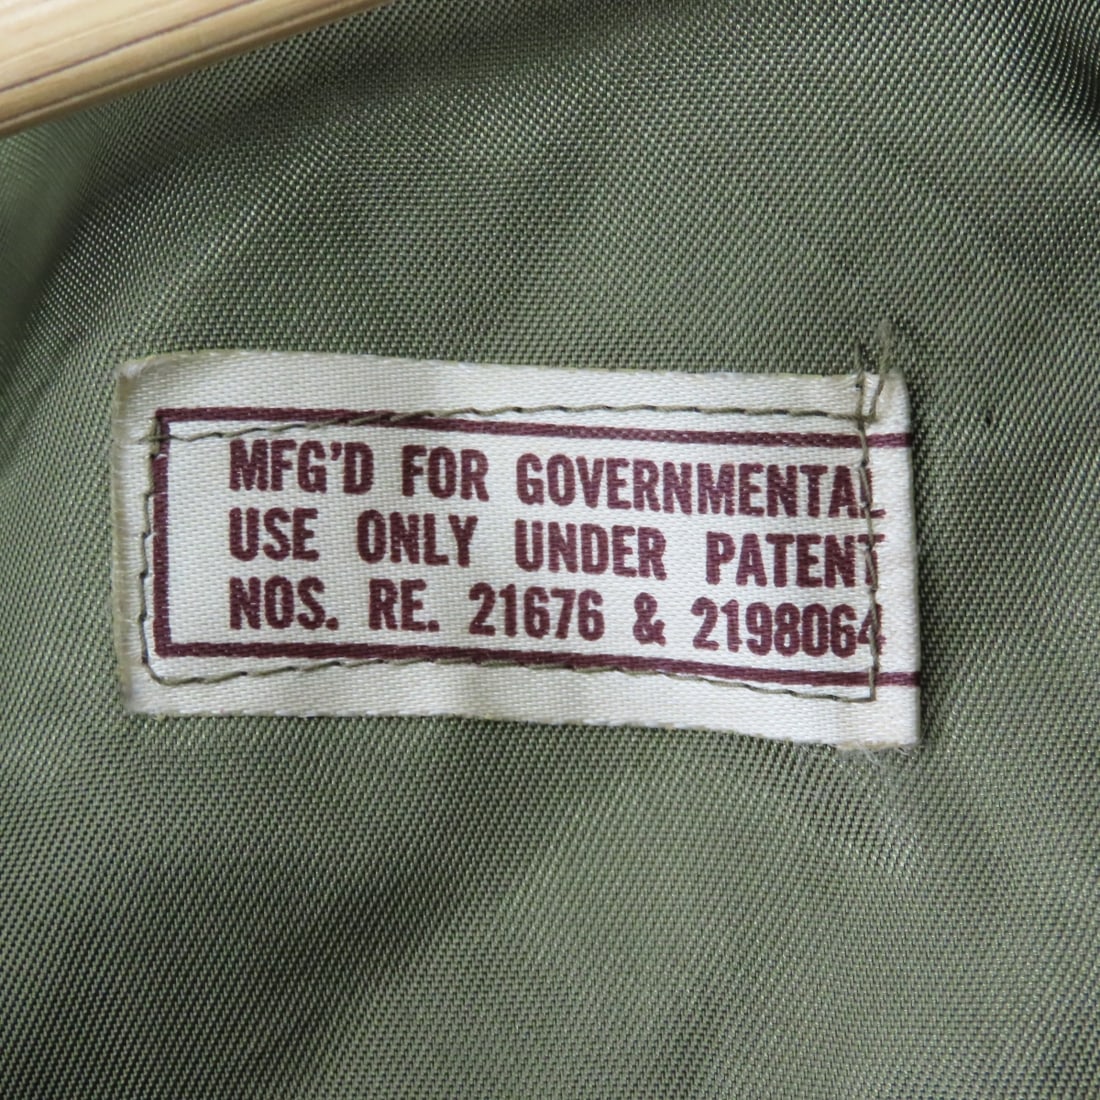 MFG'D FOR GOVERNMENTAL
USE ONLY UNDER PATENT
NOS. RE. 21676 & 2198064